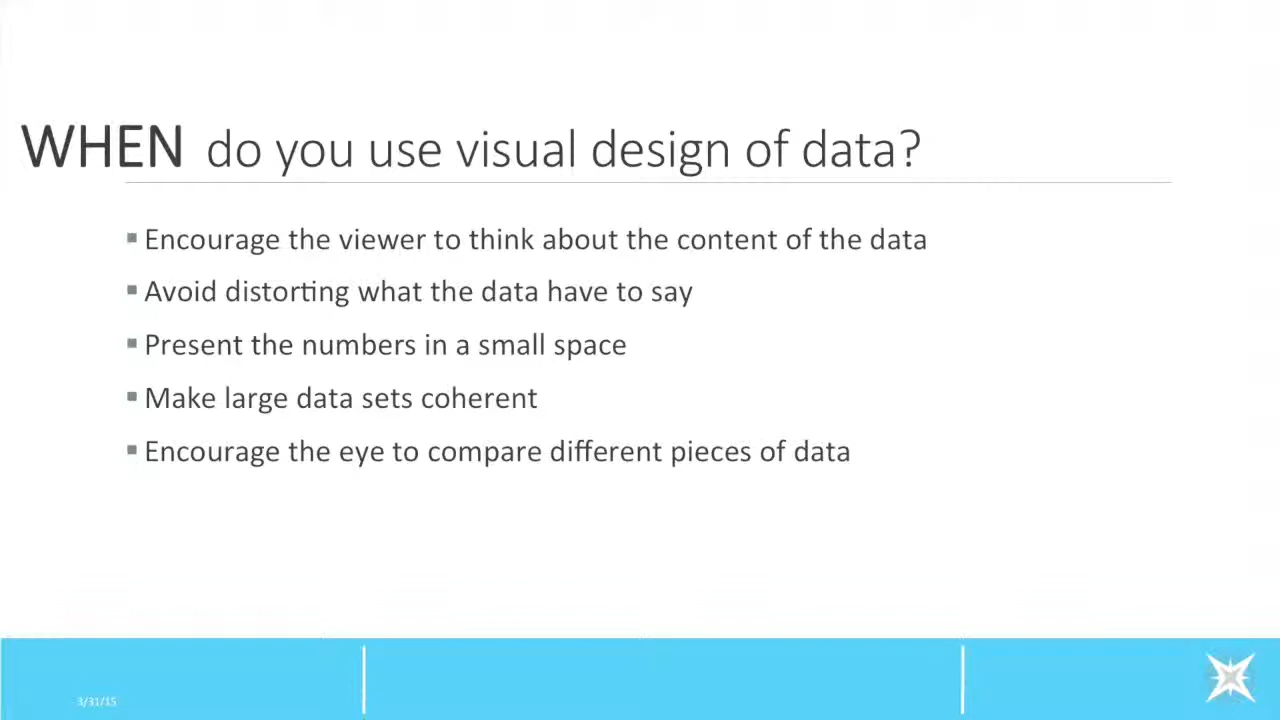 WHEN do you use visual design of data?
▪ Encourage the viewer to think about the content of the data
▪ Avoid distorting what the data have to say
▪ Present the numbers in a small space
▪ Make large data sets coherent
▪ Encourage the eye to compare different pieces of data
3/31/15